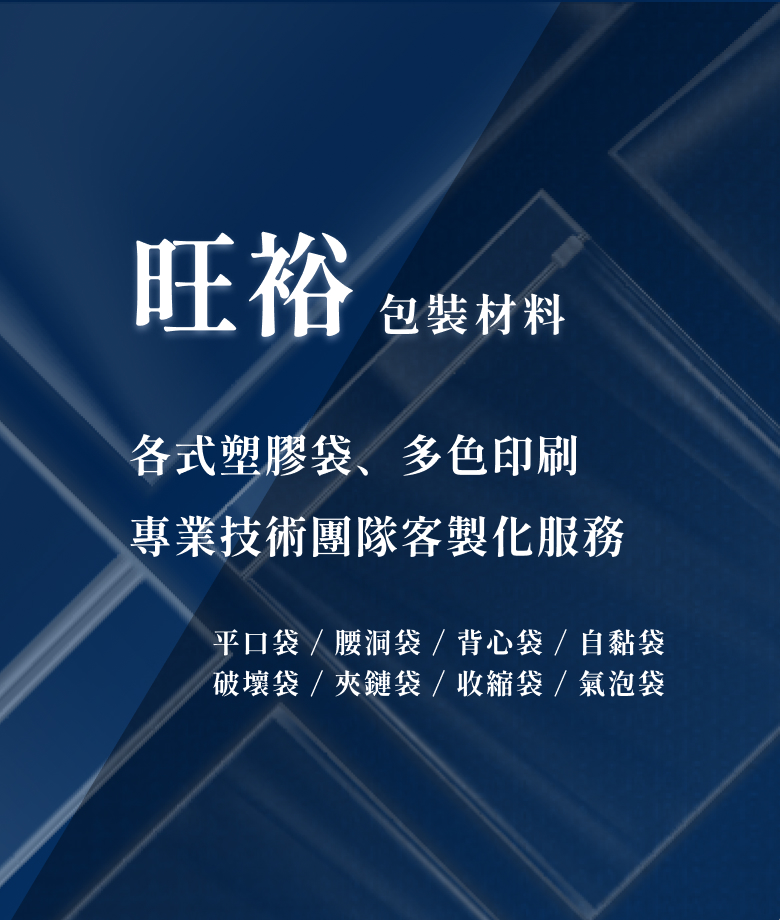 旺裕 包裝材料
各式塑膠袋、多色印刷
專業技術團隊客製化服務
平口袋 / 腰洞袋 / 背心袋 / 自黏袋
破壞袋 / 夾鏈袋 / 收縮袋 / 氣泡袋